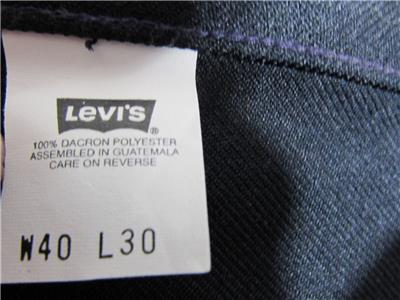 Levi's®
100% DACRON POLYESTER
ASSEMBLED IN GUATEMALA
CARE ON REVERSE
W40 L30